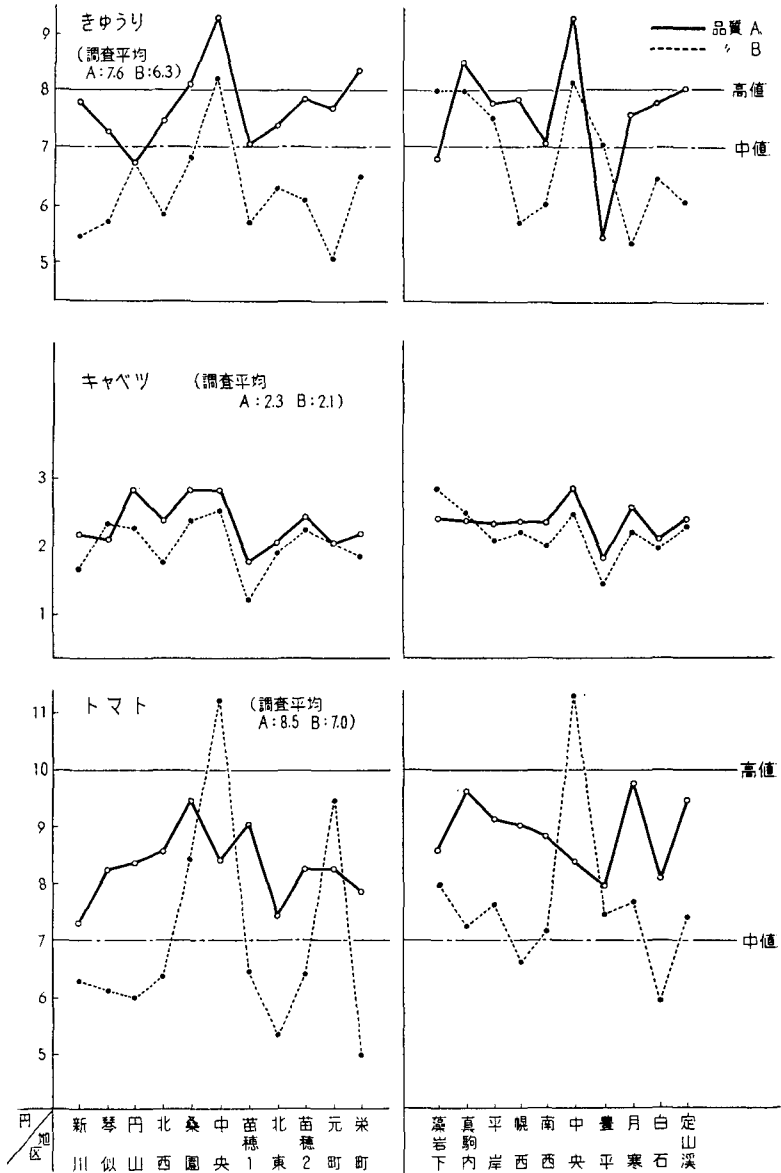 きゅうり
(調査平均
A:7.6 B:6.3)
品質 A
〃 B
高値
中値
9
8
7
6
5
キャベツ (調査平均
A:2.3 B:2.1)
3
2
1
トマト (調査平均
A:8.5 B:7.0)
高値
中値
11
10
9
8
7
6
5
円/地区
新川
琴似
円山
北西
桑園
中央
苗穂1
北東
苗穂2
元町
栄町
藻岩下
真駒内
平岸
幌西
南西
中央
豊平
月寒
白石
定山渓